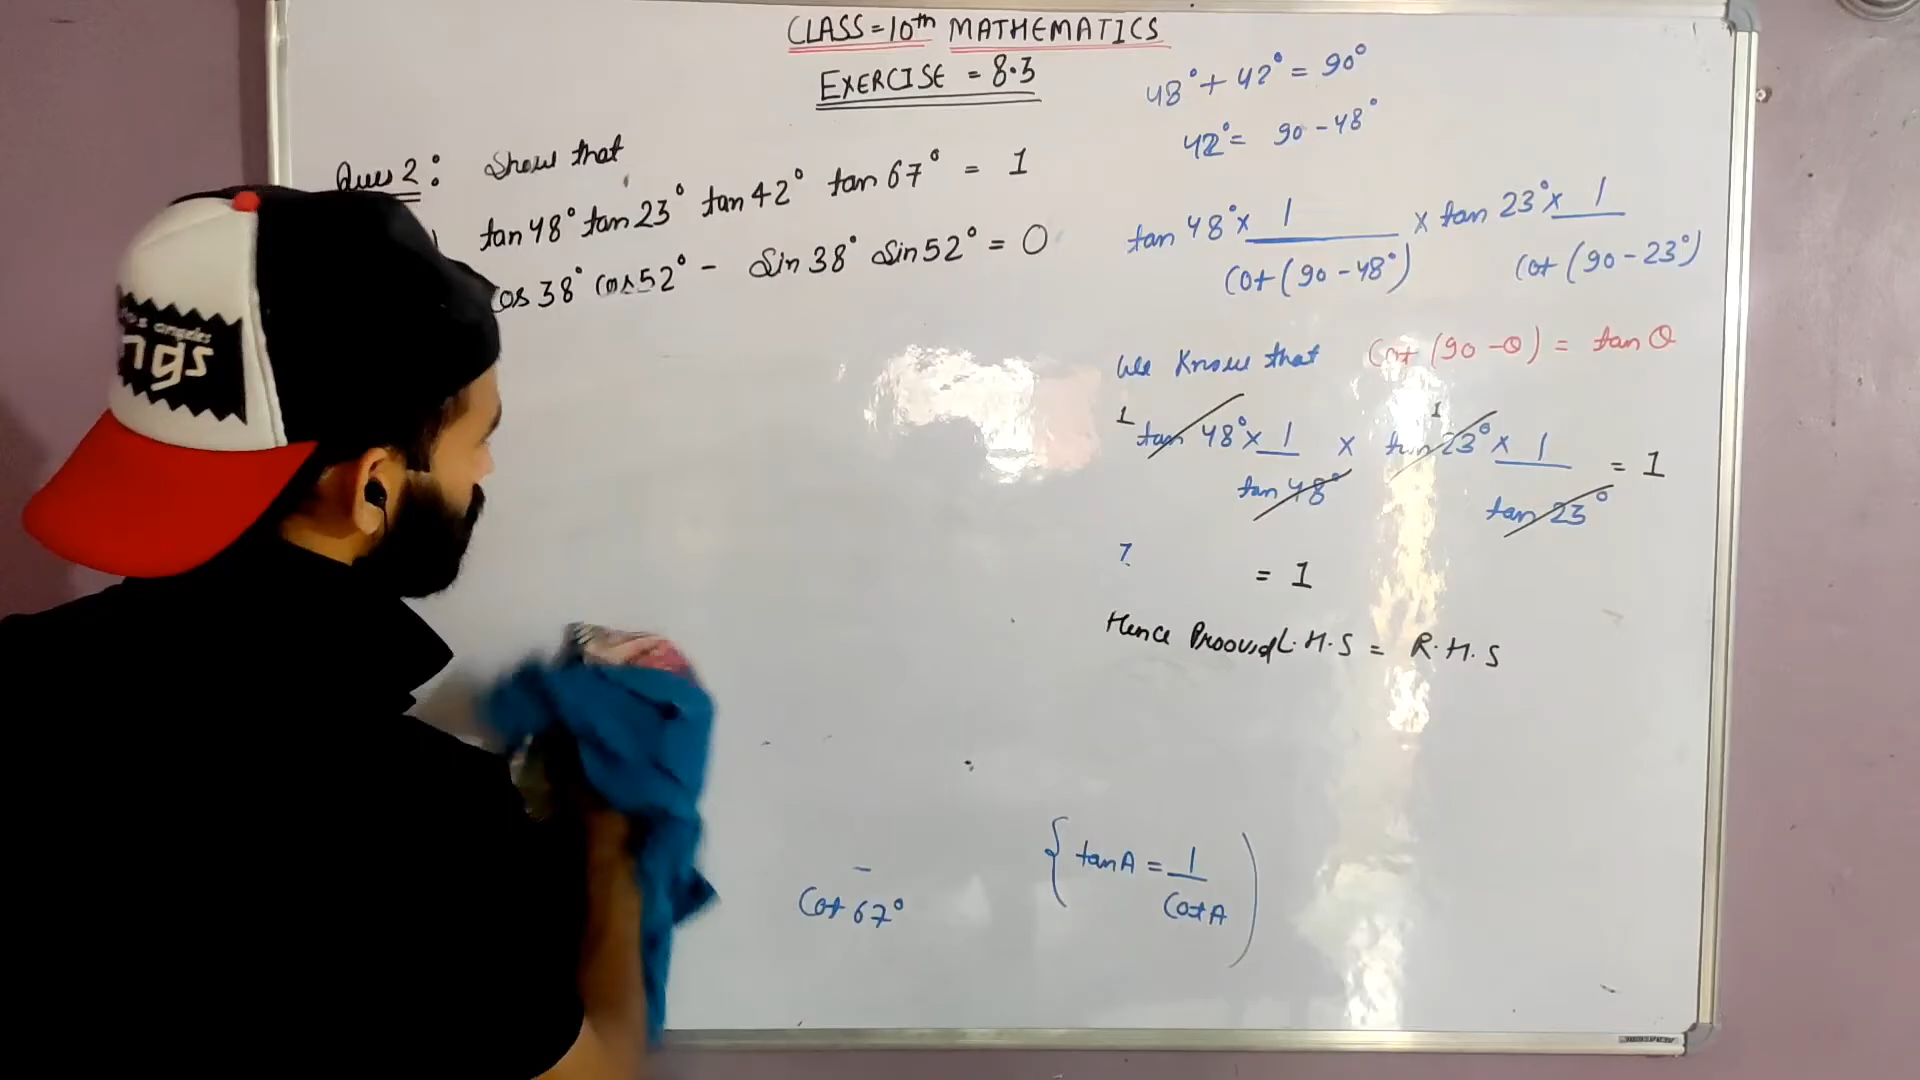 CLASS = 10th MATHEMATICS
EXERCISE = 8.3
Ques 2: Show that
tan 48° tan 23° tan 42° tan 67° = 1
cos 38° cos 52° - Sin 38° Sin 52° = 0
48° + 42° = 90°
42° = 90 - 48°
tan 48° x 1 / Cot (90 - 48°) x tan 23° x 1 / Cot (90 - 23°)
We Know that Cot (90 - θ) = tan θ
1 tan 48° x 1 / tan 48° x 1 tan 23° x 1 / tan 23° = 1
= 1
Hence Prooved L.H.S = R.H.S
Cot 67°
{ tan A = 1 / Cot A )
os angeles
ngs